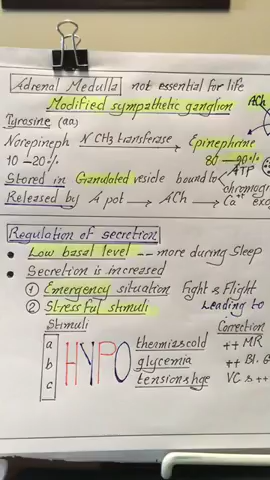 Adrenal Medulla not essential for life
Modified sympathetic ganglion ACh
Tyrosine (aa)
Norepineph N CH3 transferase Epinephrine
10 –20% 80 –90%
Stored in Granulated vesicle bound to ATP
chromogra
Released by A pot → ACh → Ca++ exo
Regulation of secretion
• Low basal level -- more during Sleep
• Secretion is increased
① Emergency situation Fight & Flight
② Stressful stimuli Leading to
Stimuli Correction
a HYPO thermia&cold ++ MR
b glycemia ++ Bl. G
c tension&hge VC & ++